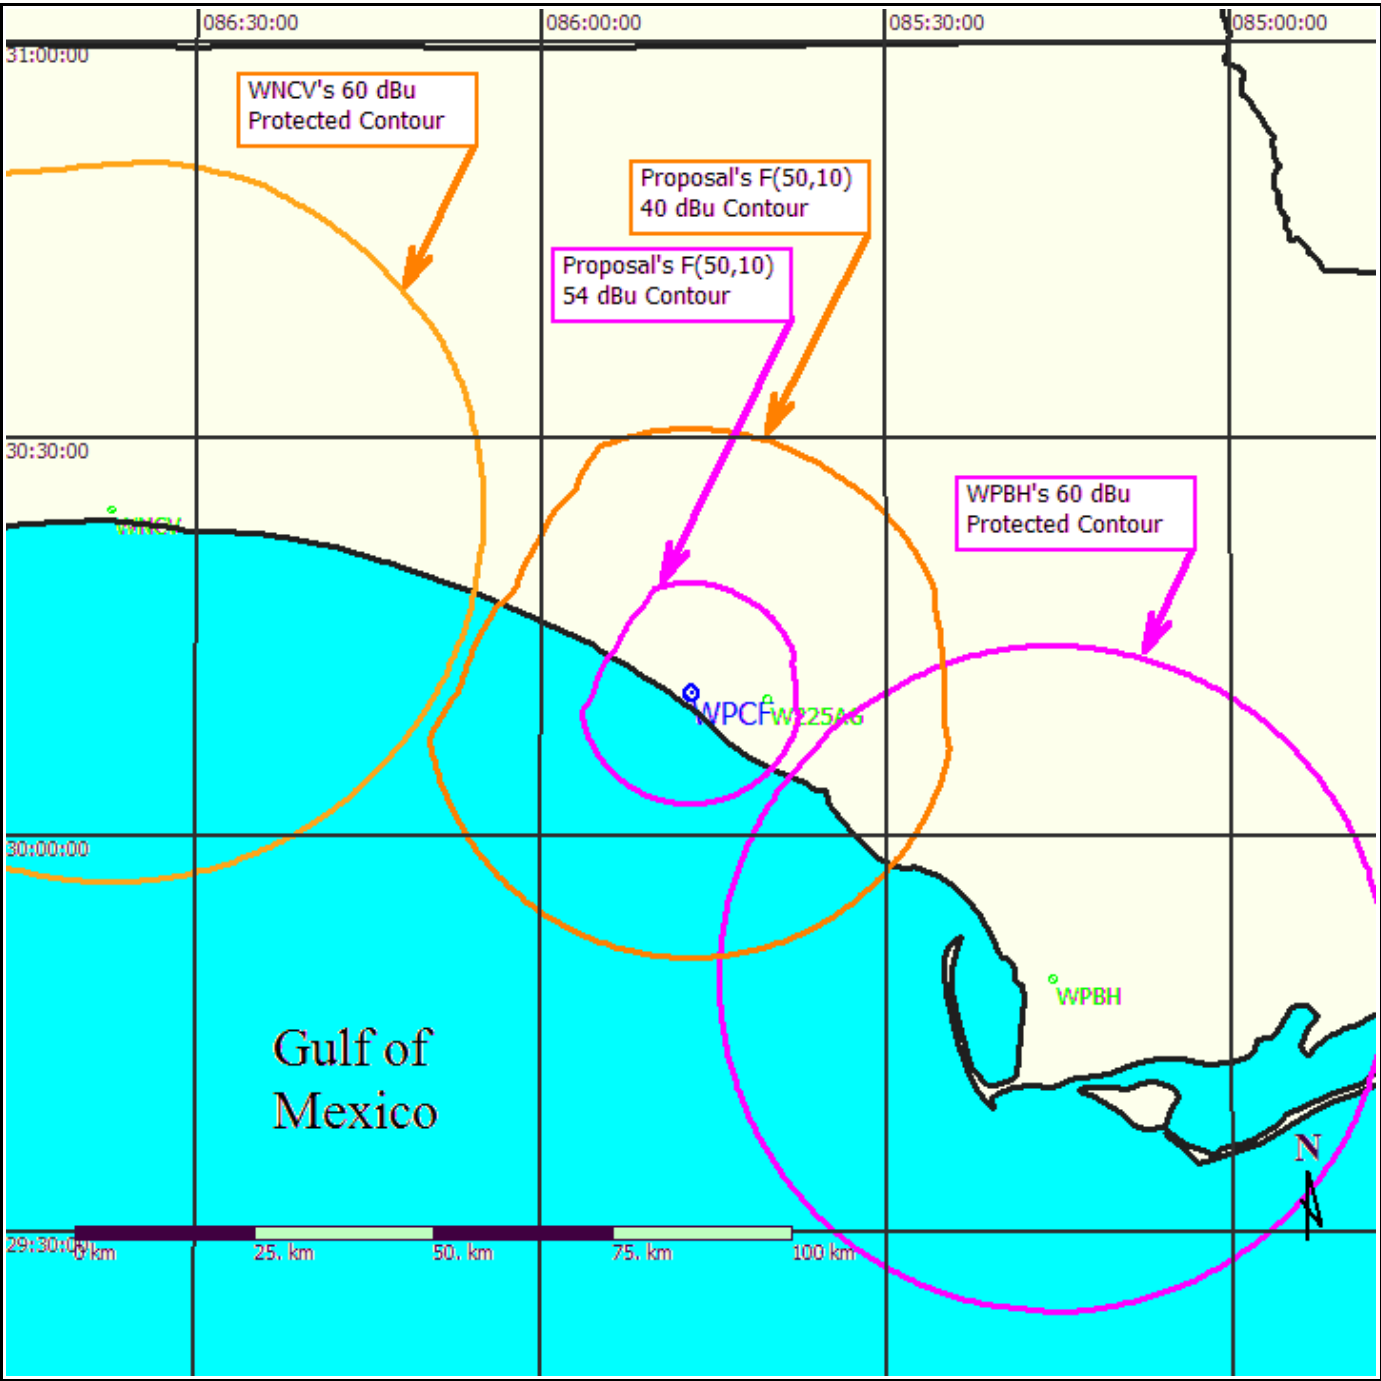 086:30:00
086:00:00
085:30:00
085:00:00
31:00:00
WNCV's 60 dBu
Protected Contour
Proposal's F(50,10)
40 dBu Contour
Proposal's F(50,10)
54 dBu Contour
30:30:00
WPBH's 60 dBu
Protected Contour
WNCV
WPCF
W225AG
30:00:00
WPBH
Gulf of
Mexico
N
29:30:00
0 km
25. km
50. km
75. km
100 km